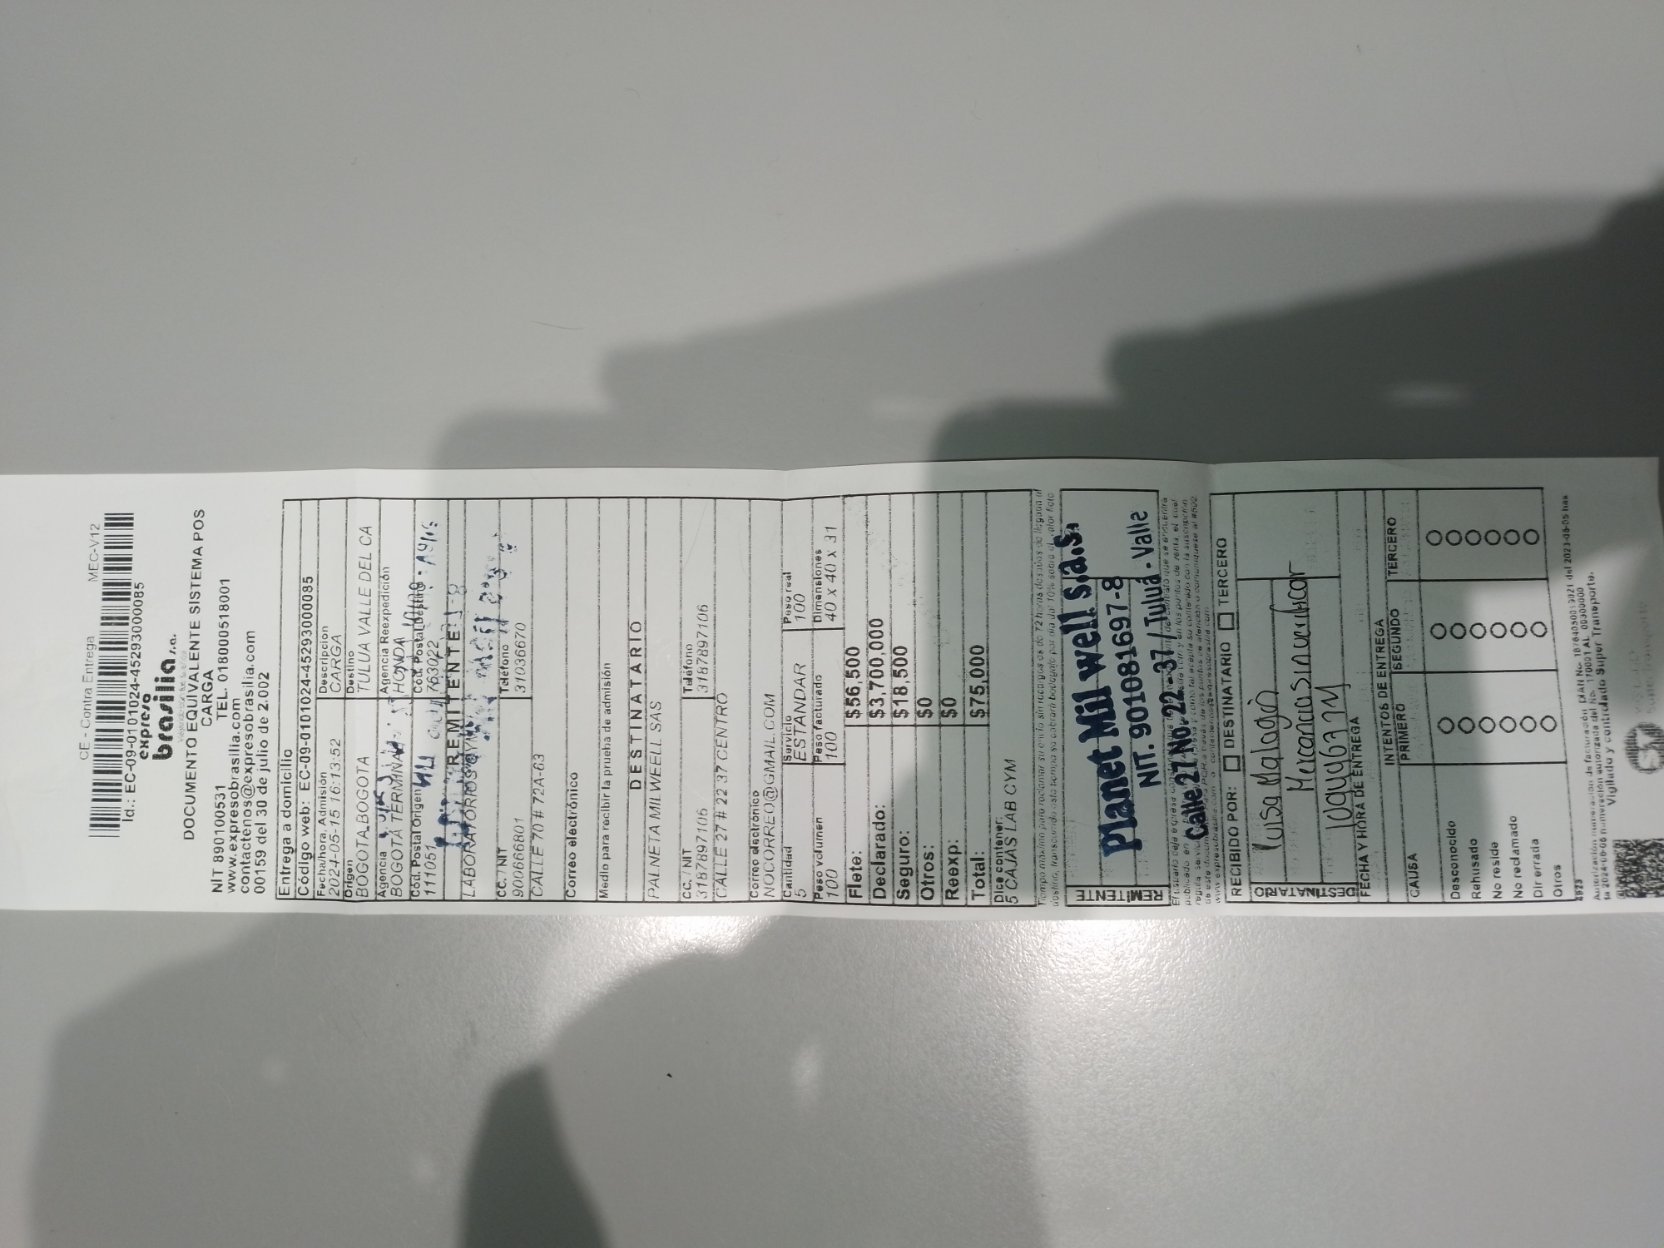 CE - Contra Entrega MEC-V12
Id.: EC-09-0101024-45293000085
expreso
brasilia s.a.
DOCUMENTO EQUIVALENTE SISTEMA POS
CARGA
NIT 890100531 TEL. 018000518001
www.expresobrasilia.com
contactenos@expresobrasilia.com
00159 del 30 de julio de 2.002
Entrega a domicilio
Código web: EC-09-0101024-45293000085
Fecha/hora. Admisión Descripcion
2024-05-15 16:13:52 CARGA
Origen Destino
BOGOTA,BOGOTA TULUA VALLE DEL CA
Agencia Agencia Reexpedición
BOGOTA TERMINAL HONDA
Cód. Postal Origen Cód. Postal Destino
111051 763022
REMITENTE
LABORATORIOS CYM
CC. / NIT Teléfono
900666801 31036670
CALLE 70 # 72A-63
Correo electrónico
Medio para recibir la prueba de admisión
DESTINATARIO
PALNETA MILWEELL SAS
CC. / NIT Teléfono
3187897106 3187897106
CALLE 27 # 22 37 CENTRO
Correo electrónico
NOCORREO@GMAIL.COM
Cantidad Servicio Peso real
5 ESTANDAR 100
Peso volumen Peso facturado Dimensiones
100 100 40 x 40 x 31
Flete: $56,500
Declarado: $3,700,000
Seguro: $18,500
Otros: $0
Reexp: $0
Total: $75,000
Dice contener:
5 CAJAS LAB CYM
REMITENTE
Planet Mil well s.a.s.
NIT. 901081697-8
Calle 27 No. 22 - 37 / Tuluá - Valle
RECIBIDO POR: DESTINATARIO TERCERO
DESTINATARIO
Luisa Malagón
Mercancia sin verificar
FECHA Y HORA DE ENTREGA
INTENTOS DE ENTREGA
CAUSA PRIMERO SEGUNDO TERCERO
Desconocido
Rehusado
No reside
No reclamado
Dir errada
Otros
Vigilado y controlado Super Transporte.